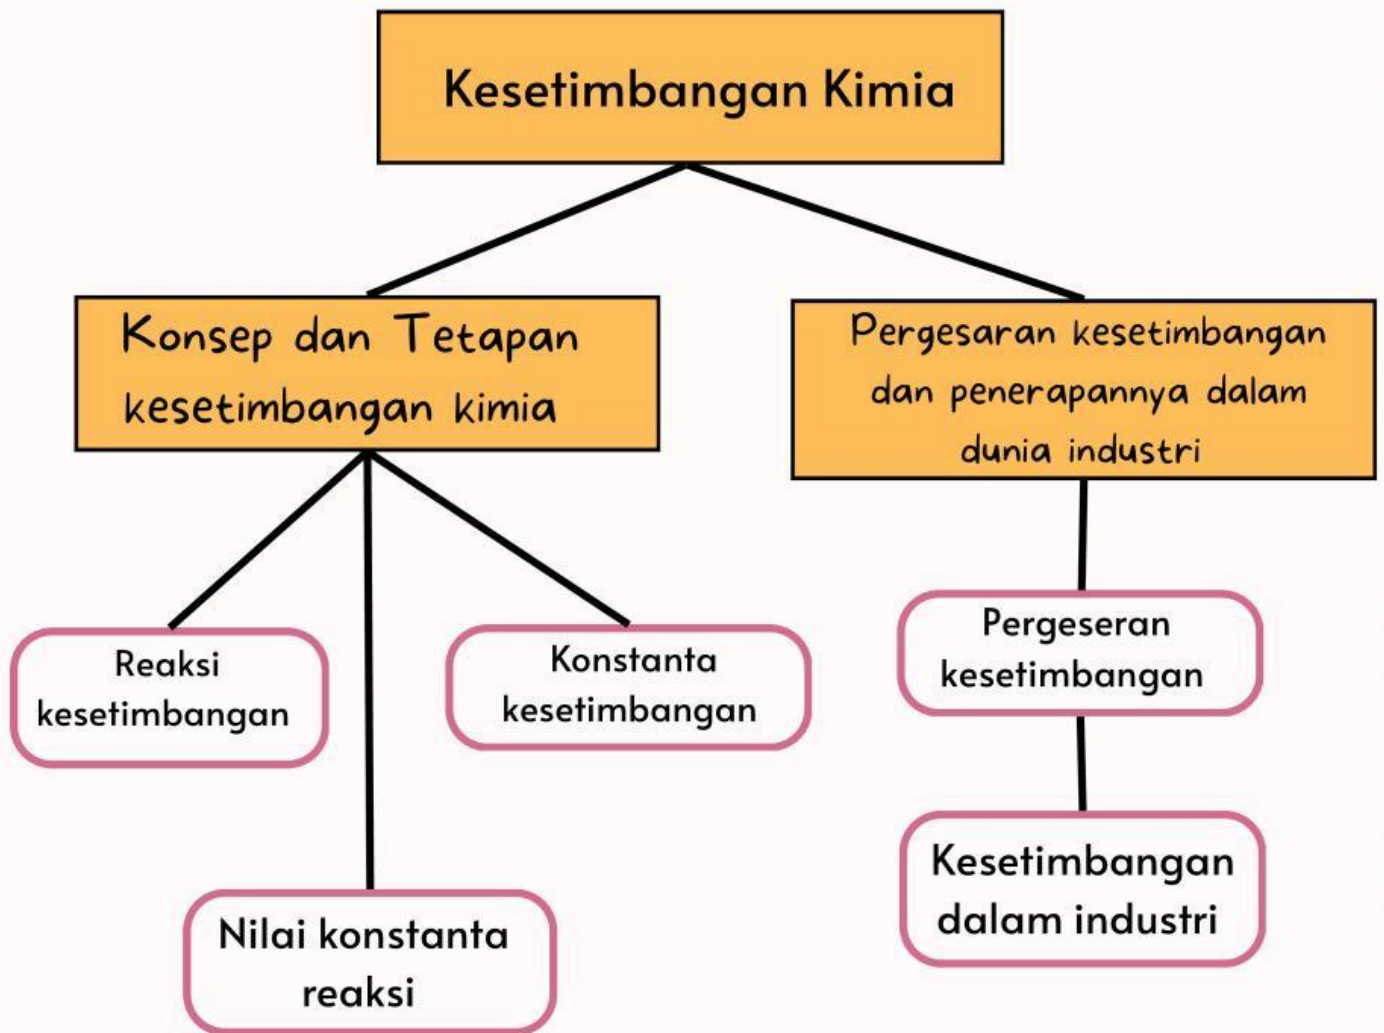 Kesetimbangan Kimia
Konsep dan Tetapan
kesetimbangan kimia
Pergesaran kesetimbangan
dan penerapannya dalam
dunia industri
Reaksi
kesetimbangan
Konstanta
kesetimbangan
Pergeseran
kesetimbangan
Nilai konstanta
reaksi
Kesetimbangan
dalam industri